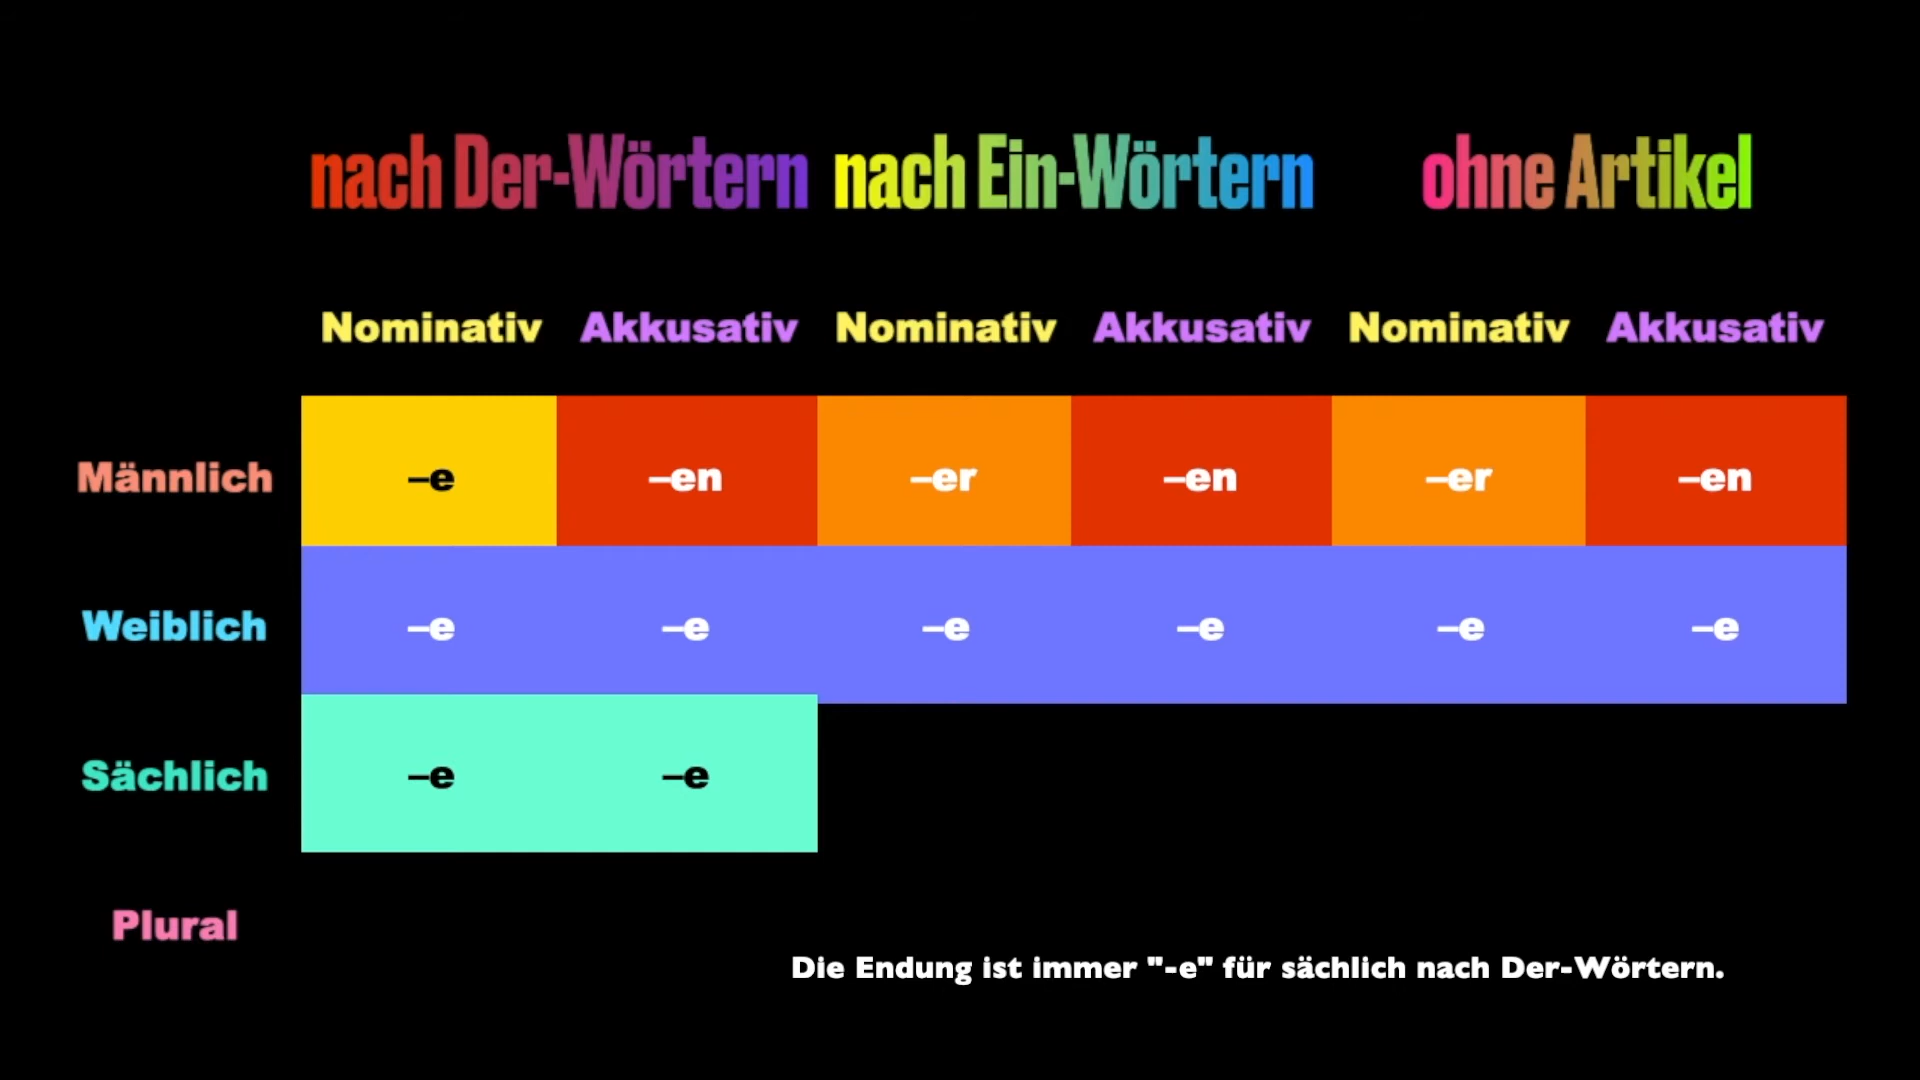 nach Der-Wörtern nach Ein-Wörtern ohne Artikel
Nominativ Akkusativ Nominativ Akkusativ Nominativ Akkusativ
Männlich –e –en –er –en –er –en
Weiblich –e –e –e –e –e –e
Sächlich –e –e
Plural
Die Endung ist immer "-e" für sächlich nach Der-Wörtern.